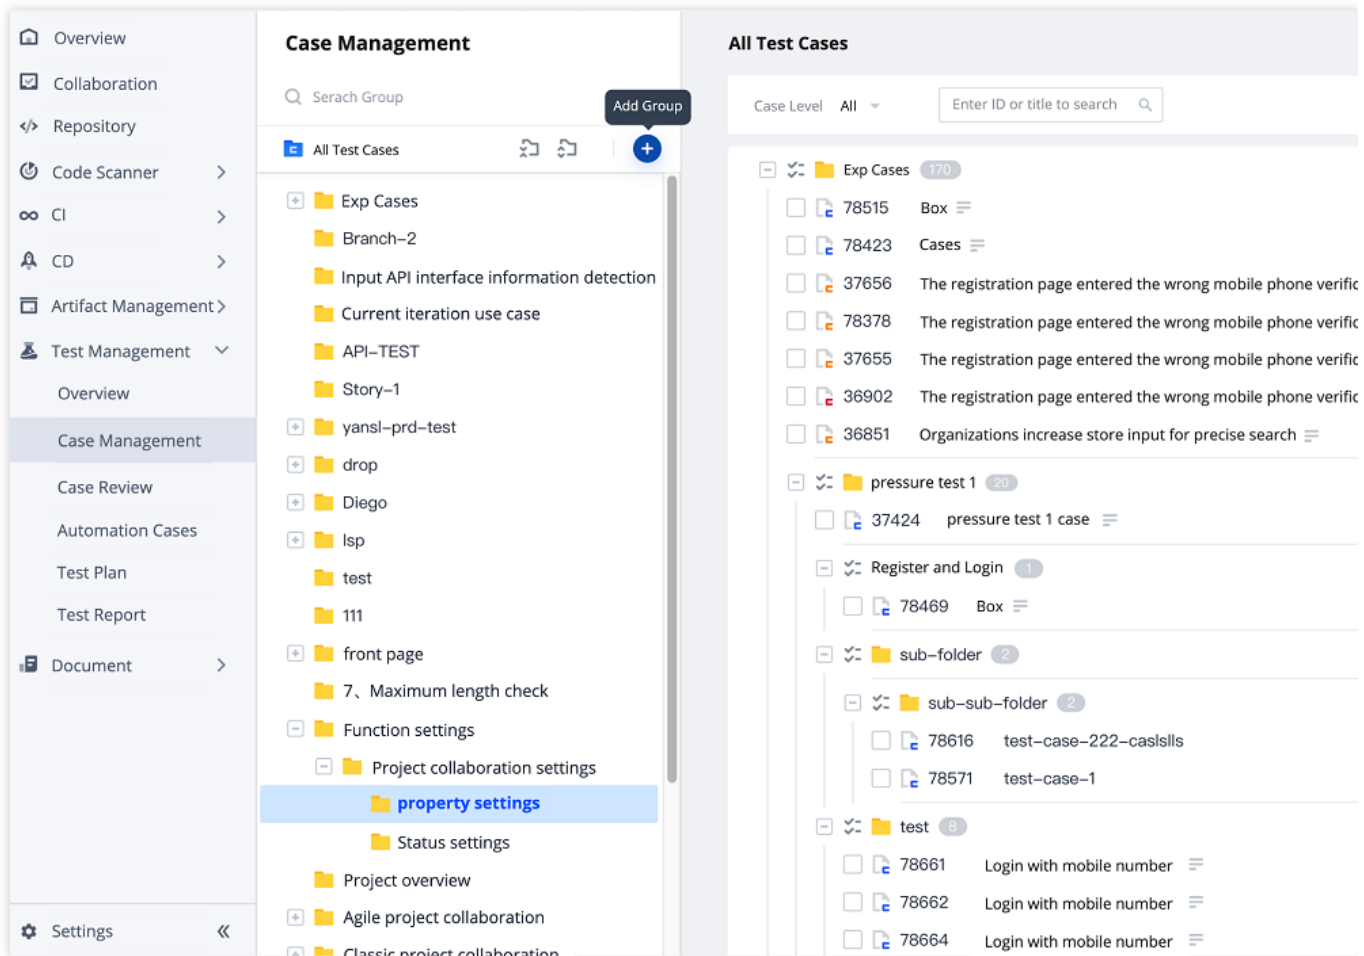 Overview
Collaboration
Repository
Code Scanner
CI
CD
Artifact Management
Test Management
Overview
Case Management
Case Review
Automation Cases
Test Plan
Test Report
Document
Settings
Case Management
Serach Group
Add Group
All Test Cases
Exp Cases
Branch-2
Input API interface information detection
Current iteration use case
API-TEST
Story-1
yansl-prd-test
drop
Diego
lsp
test
111
front page
7、Maximum length check
Function settings
Project collaboration settings
property settings
Status settings
Project overview
Agile project collaboration
Classic project collaboration
All Test Cases
Case Level All
Enter ID or title to search
Exp Cases 170
78515 Box
78423 Cases
37656 The registration page entered the wrong mobile phone verific
78378 The registration page entered the wrong mobile phone verific
37655 The registration page entered the wrong mobile phone verific
36902 The registration page entered the wrong mobile phone verific
36851 Organizations increase store input for precise search
pressure test 1 20
37424 pressure test 1 case
Register and Login 1
78469 Box
sub-folder 2
sub-sub-folder 2
78616 test-case-222-caslslls
78571 test-case-1
test 8
78661 Login with mobile number
78662 Login with mobile number
78664 Login with mobile number